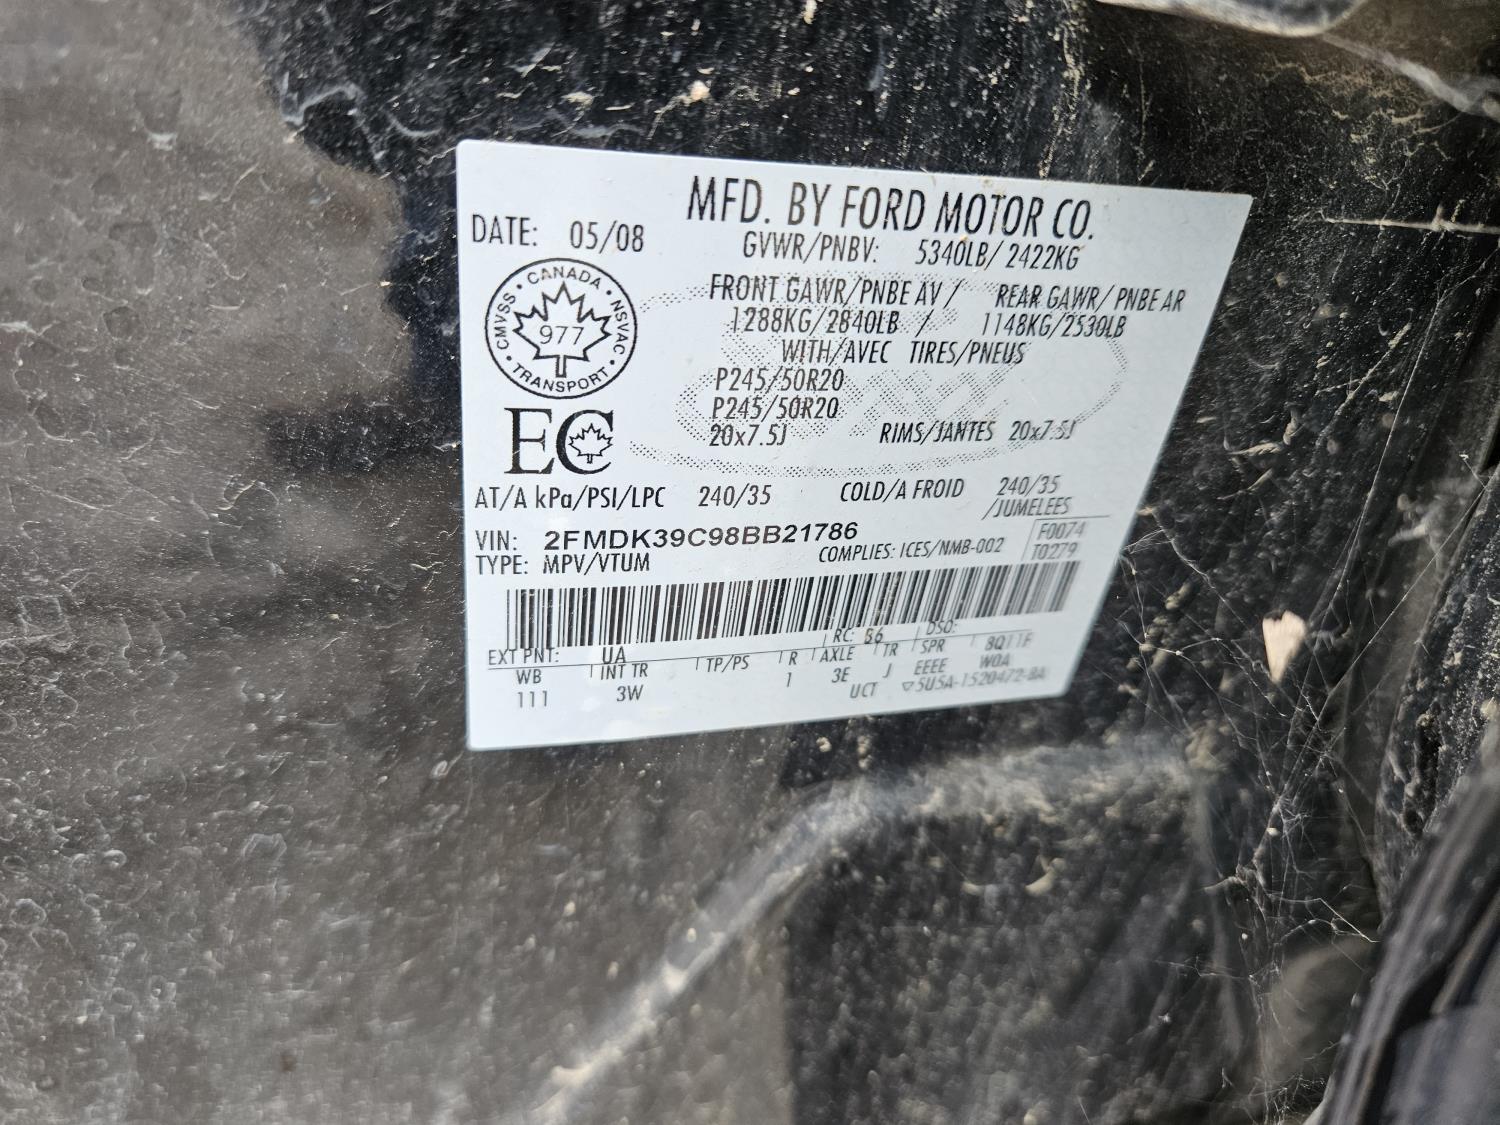 MFD. BY FORD MOTOR CO.
DATE: 05/08
GVWR/PNBV: 5340LB/ 2422KG
CMVSS · CANADA · NSVAC · TRANSPORT ·
977
FRONT GAWR/PNBE AV / REAR GAWR/ PNBE AR
1288KG/2840LB / 1148KG/2530LB
WITH/AVEC TIRES/PNEUS
P245/50R20
P245/50R20
20x7.5J RIMS/JANTES 20x7.5J
EC
AT/A kPa/PSI/LPC 240/35 COLD/A FROID 240/35
/JUMELEES
VIN: 2FMDK39C98BB21786
F0074
TYPE: MPV/VTUM COMPLIES: ICES/NMB-002 T0279
RC: B6 DSO:
EXT PNT: UA
WB INT TR TP/PS R AXLE TR SPR 8Q11F
111 3W 1 3E J EEEE W0A
UCT ▽5U5A-1520472-BA